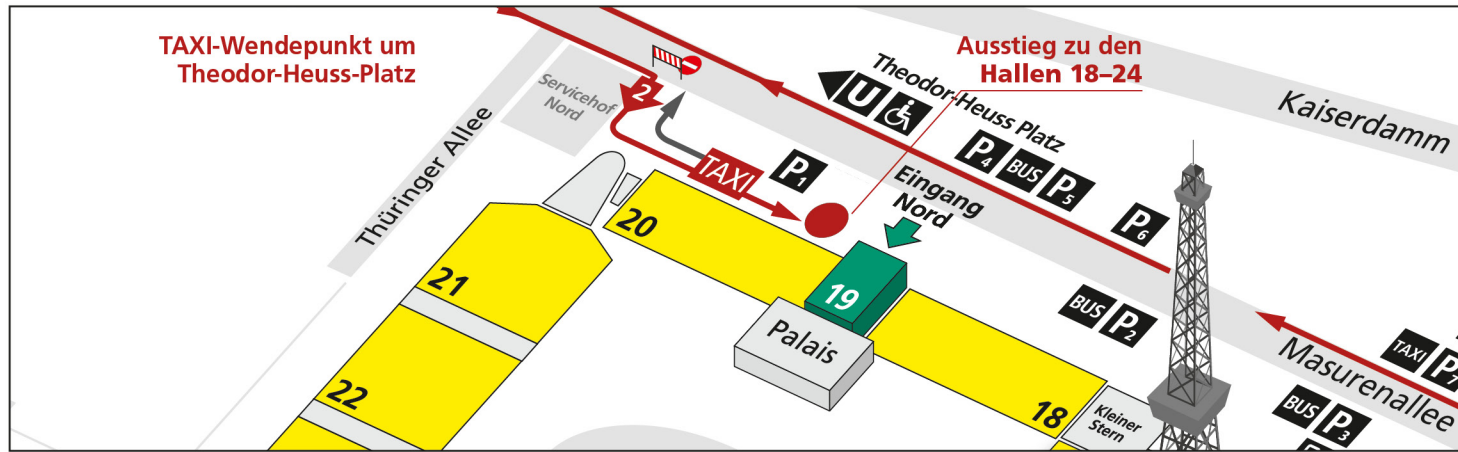 TAXI-Wendepunkt um
Theodor-Heuss-Platz
Ausstieg zu den
Hallen 18–24
Servicehof
Nord
2
Thüringer Allee
TAXI
P1
U
Theodor-Heuss Platz
P4
BUS
P5
P6
Kaiserdamm
Eingang
Nord
20
21
22
19
Palais
18
Kleiner
Stern
BUS
P2
Masurenallee
TAXI
P7
BUS
P3